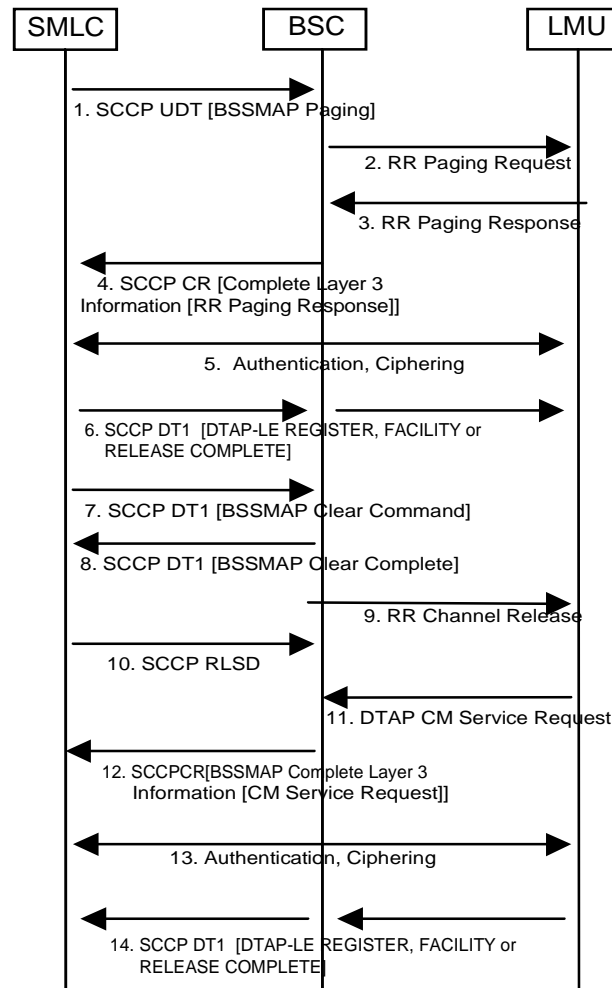 SMLC
BSC
LMU
1. SCCP UDT [BSSMAP Paging]
2. RR Paging Request
3. RR Paging Response
4. SCCP CR [Complete Layer 3
Information [RR Paging Response]]
5. Authentication, Ciphering
6. SCCP DT1 [DTAP-LE REGISTER, FACILITY or
RELEASE COMPLETE]
7. SCCP DT1 [BSSMAP Clear Command]
8. SCCP DT1 [BSSMAP Clear Complete]
9. RR Channel Release
10. SCCP RLSD
11. DTAP CM Service Request
12. SCCPCR[BSSMAP Complete Layer 3
Information [CM Service Request]]
13. Authentication, Ciphering
14. SCCP DT1 [DTAP-LE REGISTER, FACILITY or
RELEASE COMPLETE]